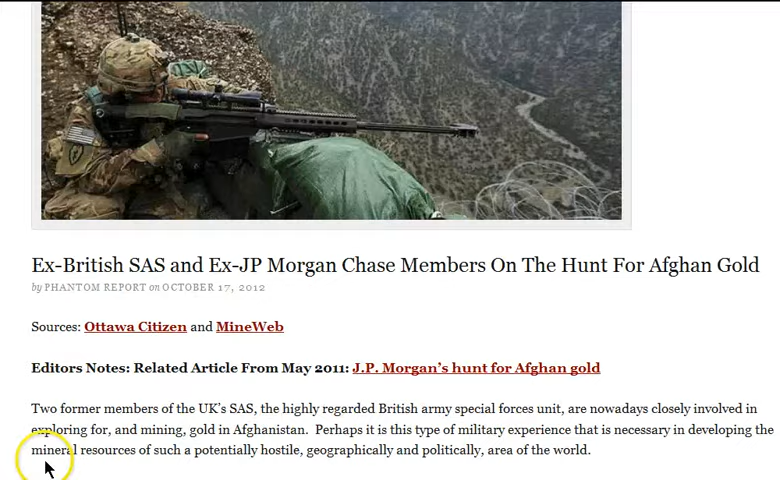 Ex-British SAS and Ex-JP Morgan Chase Members On The Hunt For Afghan Gold
by PHANTOM REPORT on OCTOBER 17, 2012
Sources: Ottawa Citizen and MineWeb
Editors Notes: Related Article From May 2011: J.P. Morgan's hunt for Afghan gold
Two former members of the UK's SAS, the highly regarded British army special forces unit, are nowadays closely involved in
exploring for, and mining, gold in Afghanistan. Perhaps it is this type of military experience that is necessary in developing the
mineral resources of such a potentially hostile, geographically and politically, area of the world.